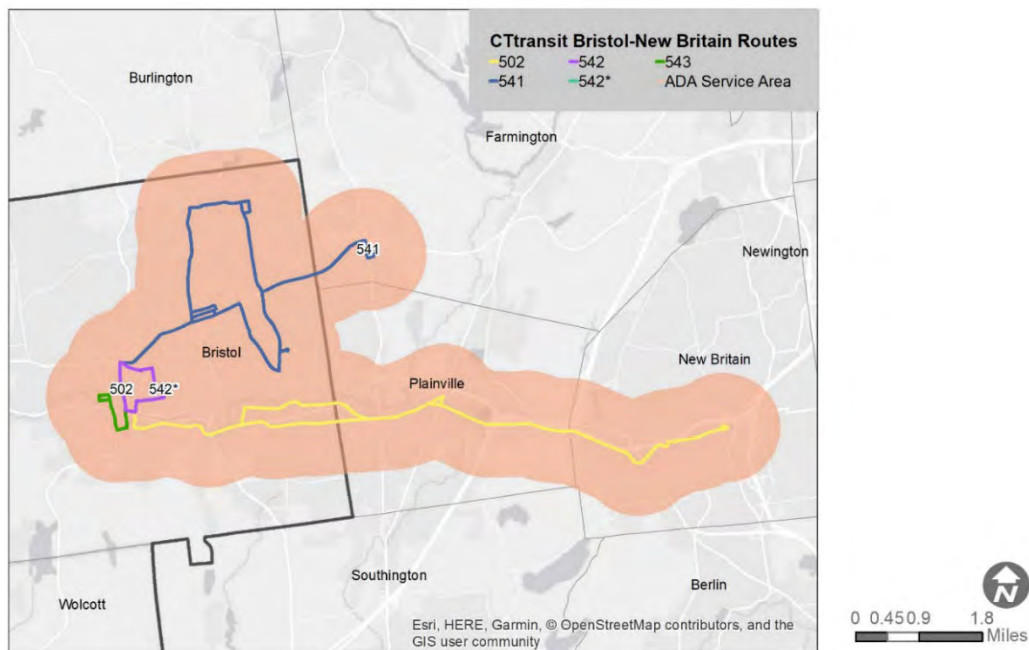 CTtransit Bristol-New Britain Routes
502 542 543
541 542* ADA Service Area
Burlington
Farmington
Newington
541
Bristol
New Britain
Plainville
502 542*
Southington
Berlin
Wolcott
Esri, HERE, Garmin, © OpenStreetMap contributors, and the
GIS user community
N
0 0.45 0.9 1.8
Miles